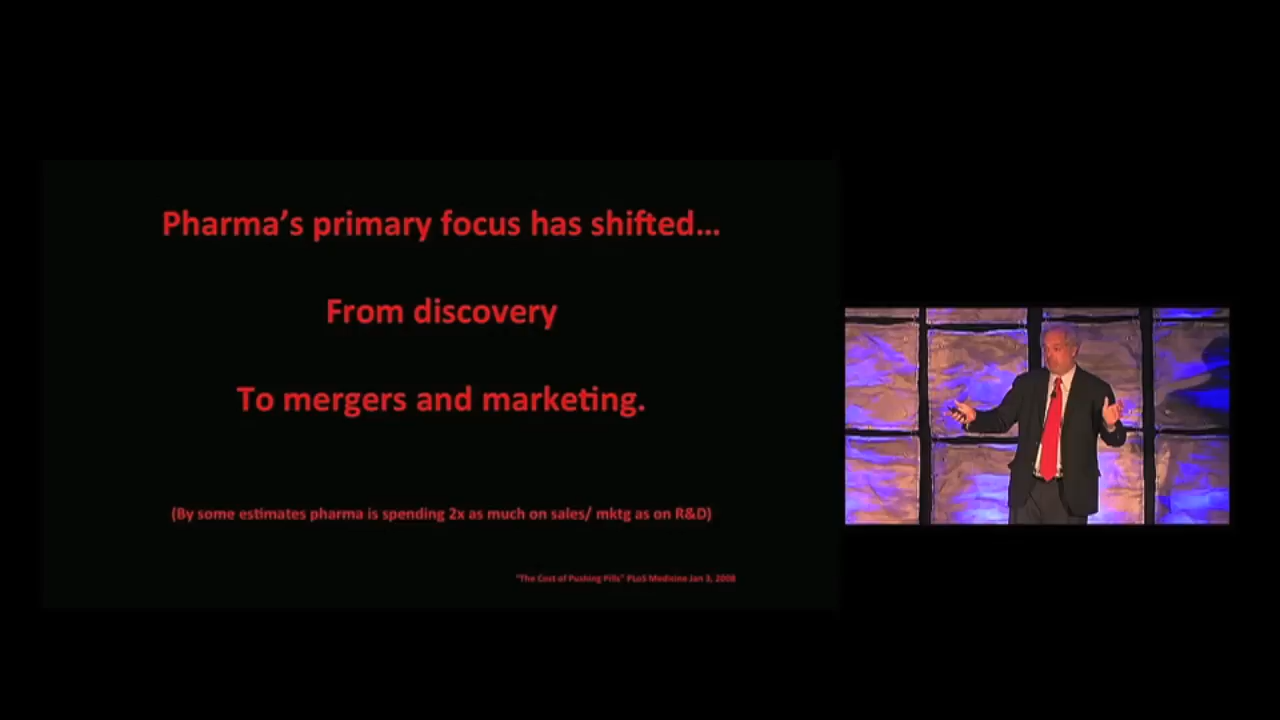 Pharma’s primary focus has shifted...
From discovery
To mergers and marketing.
(By some estimates pharma is spending 2x as much on sales/ mktg as on R&D)
"The Cost of Pushing Pills" PLoS Medicine Jan 3, 2008